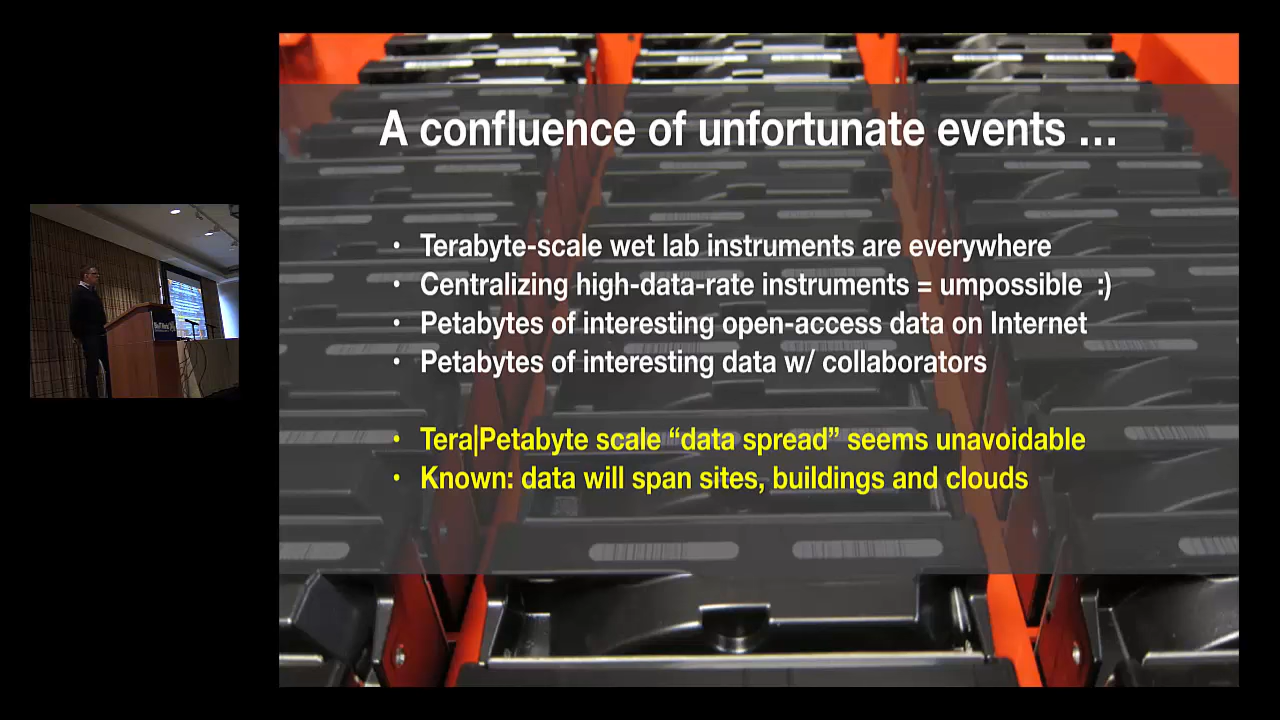 A confluence of unfortunate events …
• Terabyte-scale wet lab instruments are everywhere
• Centralizing high-data-rate instruments = umpossible :)
• Petabytes of interesting open-access data on Internet
• Petabytes of interesting data w/ collaborators
• Tera|Petabyte scale “data spread” seems unavoidable
• Known: data will span sites, buildings and clouds